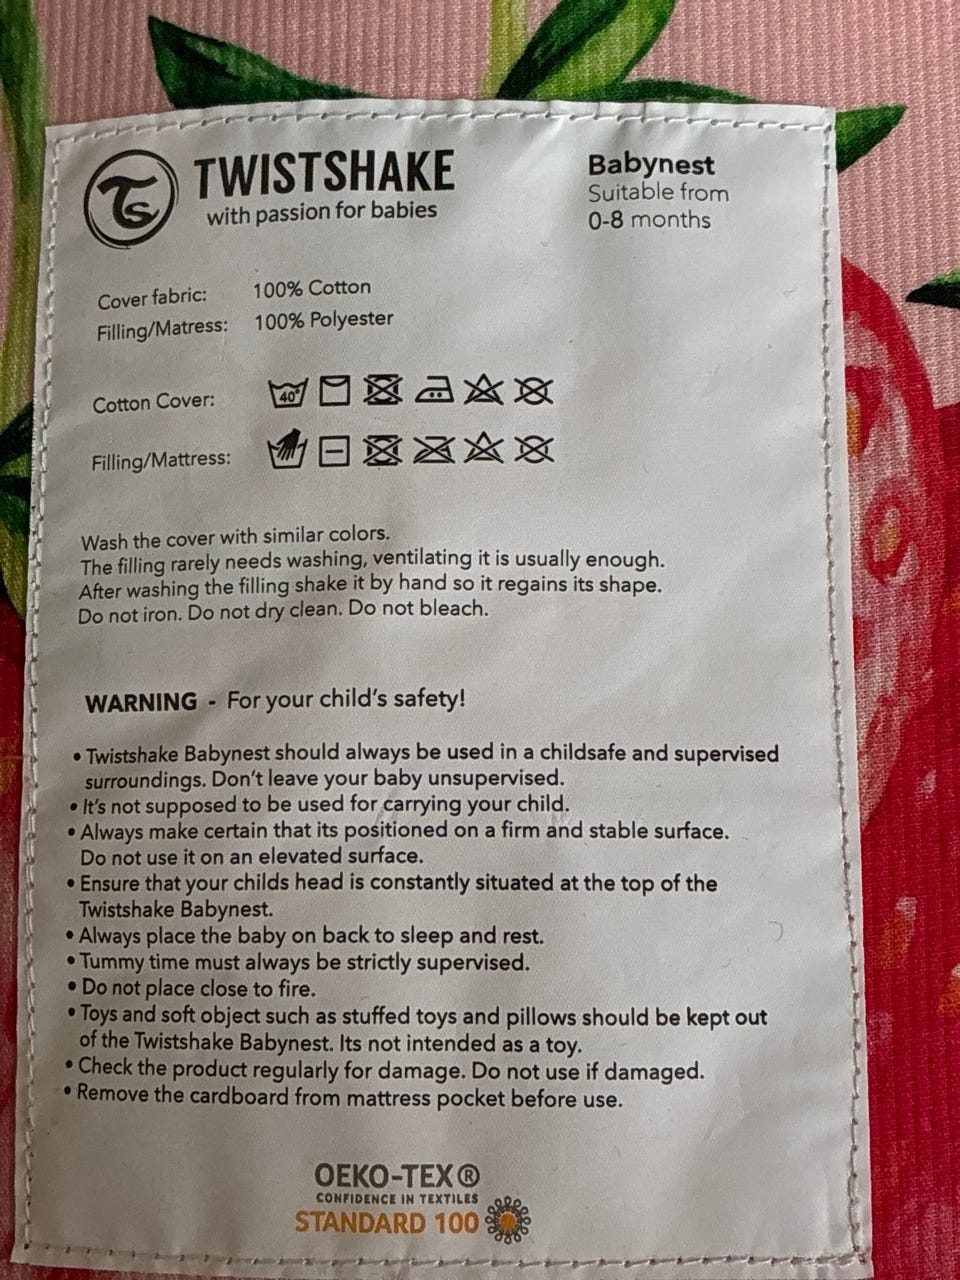 TS
TWISTSHAKE
with passion for babies
Babynest
Suitable from
0-8 months
Cover fabric: 100% Cotton
Filling/Matress: 100% Polyester
Cotton Cover: 40°
Filling/Mattress:
Wash the cover with similar colors.
The filling rarely needs washing, ventilating it is usually enough.
After washing the filling shake it by hand so it regains its shape.
Do not iron. Do not dry clean. Do not bleach.
WARNING - For your child's safety!
• Twistshake Babynest should always be used in a childsafe and supervised
surroundings. Don't leave your baby unsupervised.
• It's not supposed to be used for carrying your child.
• Always make certain that its positioned on a firm and stable surface.
Do not use it on an elevated surface.
• Ensure that your childs head is constantly situated at the top of the
Twistshake Babynest.
• Always place the baby on back to sleep and rest.
• Tummy time must always be strictly supervised.
• Do not place close to fire.
• Toys and soft object such as stuffed toys and pillows should be kept out
of the Twistshake Babynest. Its not intended as a toy.
• Check the product regularly for damage. Do not use if damaged.
• Remove the cardboard from mattress pocket before use.
OEKO-TEX®
CONFIDENCE IN TEXTILES
STANDARD 100